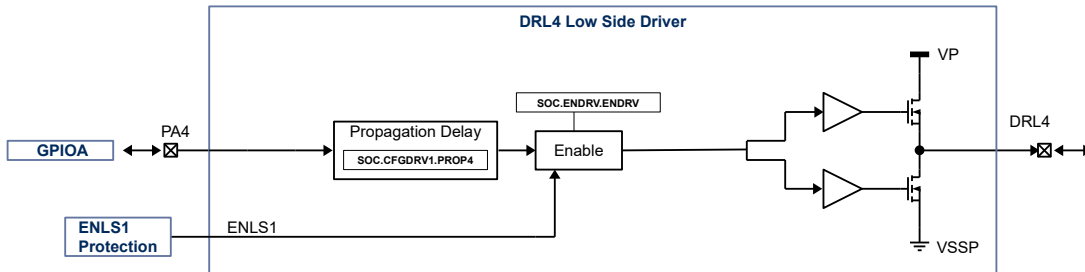 DRL4 Low Side Driver
VP
SOC.ENDRV.ENDRV
PA4
Propagation Delay
DRL4
GPIOA
SOC.CFGDRV1.PROP4
Enable
ENLS1
Protection
ENLS1
VSSP